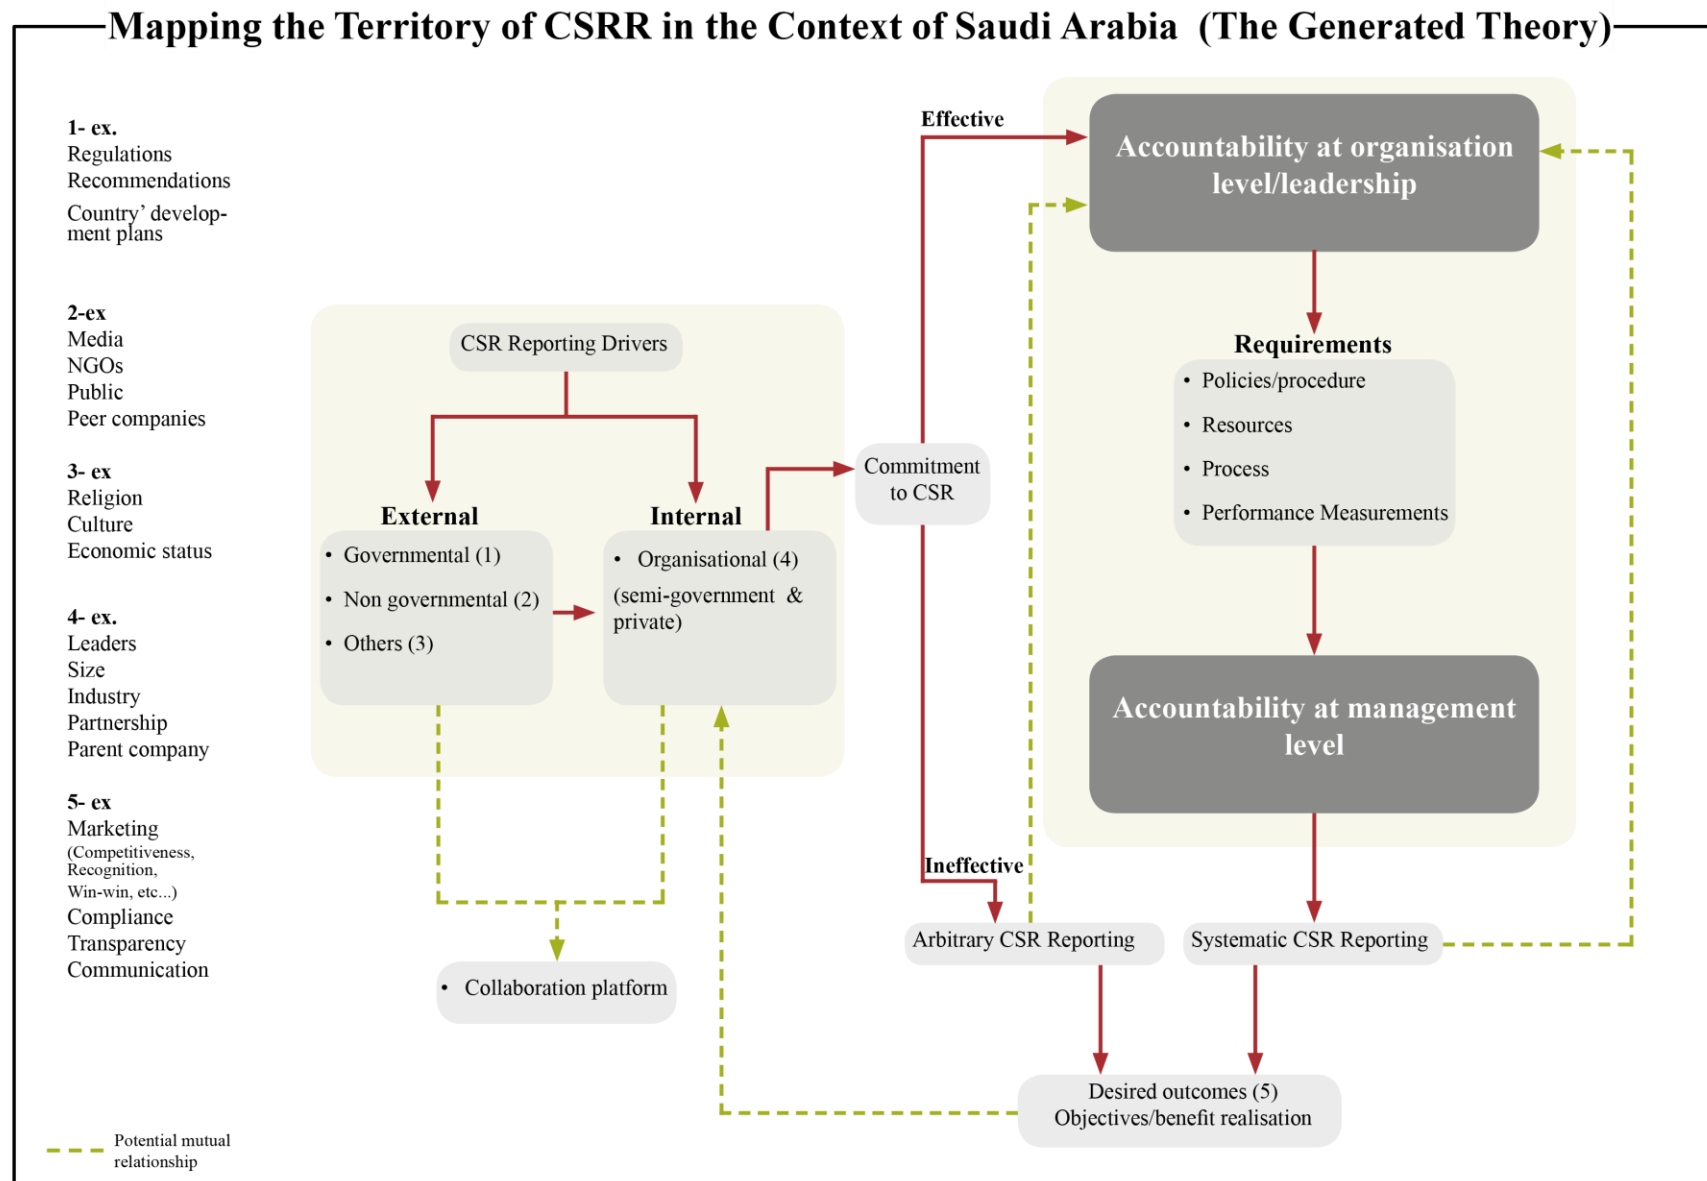 Mapping the Territory of CSRR in the Context of Saudi Arabia (The Generated Theory)
1- ex.
Regulations
Recommendations
Country’ develop-
ment plans
2-ex
Media
NGOs
Public
Peer companies
3- ex
Religion
Culture
Economic status
4- ex.
Leaders
Size
Industry
Partnership
Parent company
5- ex
Marketing
(Competitiveness,
Recognition,
Win-win, etc...)
Compliance
Transparency
Communication
CSR Reporting Drivers
External
• Governmental (1)
• Non governmental (2)
• Others (3)
Internal
• Organisational (4)
(semi-government &
private)
• Collaboration platform
Commitment
to CSR
Effective
Ineffective
Accountability at organisation
level/leadership
Requirements
• Policies/procedure
• Resources
• Process
• Performance Measurements
Accountability at management
level
Arbitrary CSR Reporting
Systematic CSR Reporting
Desired outcomes (5)
Objectives/benefit realisation
Potential mutual
relationship